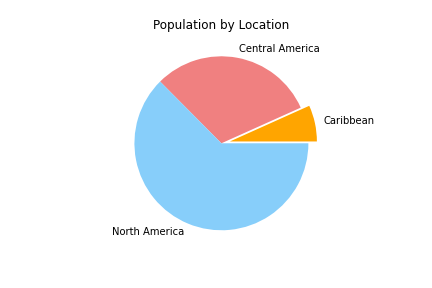 Population by Location
Central America
Caribbean
North America